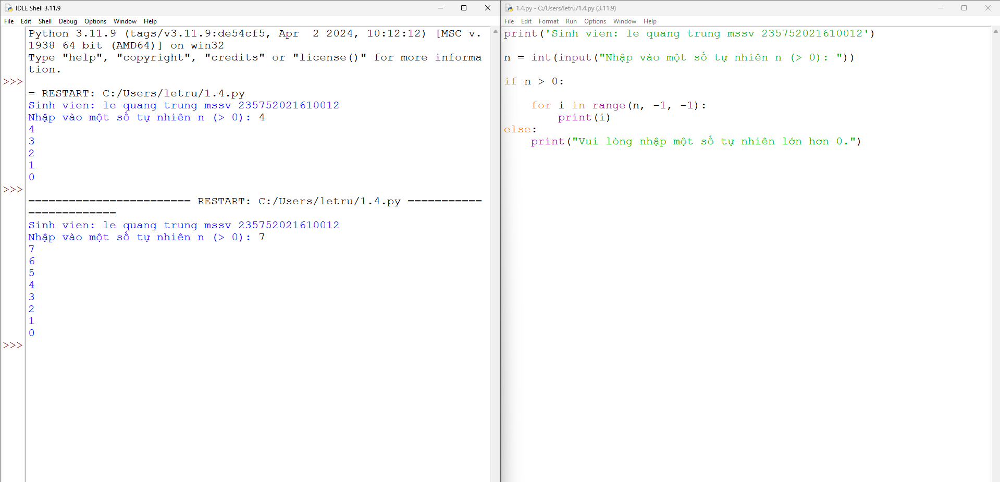 IDLE Shell 3.11.9
File Edit Shell Debug Options Window Help
Python 3.11.9 (tags/v3.11.9:de54cf5, Apr  2 2024, 10:12:12) [MSC v.
1938 64 bit (AMD64)] on win32
Type "help", "copyright", "credits" or "license()" for more informa
tion.
>>>
= RESTART: C:/Users/letru/1.4.py
Sinh vien: le quang trung mssv 235752021610012
Nhập vào một số tự nhiên n (> 0): 4
4
3
2
1
0
>>>
======================== RESTART: C:/Users/letru/1.4.py ===========
=============
Sinh vien: le quang trung mssv 235752021610012
Nhập vào một số tự nhiên n (> 0): 7
7
6
5
4
3
2
1
0
>>>
1.4.py - C:/Users/letru/1.4.py (3.11.9)
File Edit Format Run Options Window Help
print('Sinh vien: le quang trung mssv 235752021610012')
n = int(input("Nhập vào một số tự nhiên n (> 0): "))
if n > 0:
    for i in range(n, -1, -1):
        print(i)
else:
    print("Vui lòng nhập một số tự nhiên lớn hơn 0.")